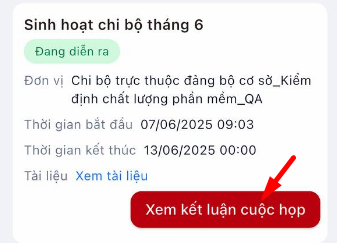 Sinh hoạt chi bộ tháng 6
Đang diễn ra
Đơn vị Chi bộ trực thuộc đảng bộ cơ sở_Kiểm
định chất lượng phần mềm_QA
Thời gian bắt đầu 07/06/2025 09:03
Thời gian kết thúc 13/06/2025 00:00
Tài liệu Xem tài liệu
Xem kết luận cuộc họp